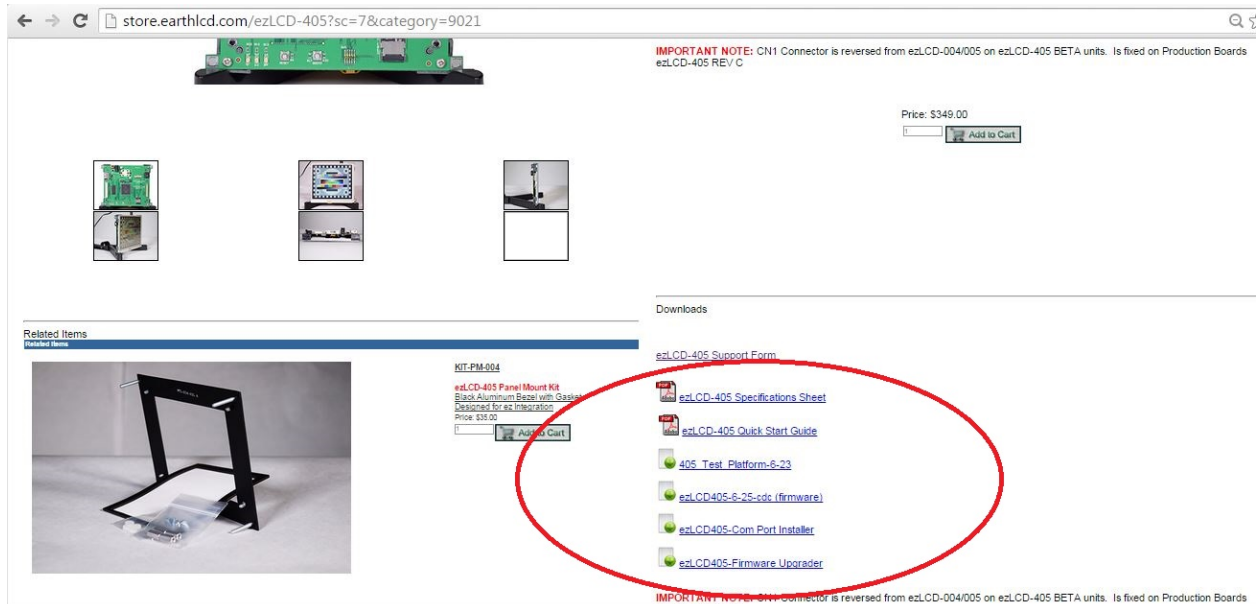 store.earthlcd.com/ezLCD-405?sc=7&category=9021
IMPORTANT NOTE: CN1 Connector is reversed from ezLCD-004/005 on ezLCD-405 BETA units. Is fixed on Production Boards
ezLCD-405 REV C
Price: $349.00
1
Add to Cart
Related Items
Related Items
KIT-PM-004
ezLCD-405 Panel Mount Kit
Black Aluminum Bezel with Gasket
Designed for ez Integration
Price: $35.00
1
Add to Cart
Downloads
ezLCD-405 Support Form
ezLCD-405 Specifications Sheet
ezLCD-405 Quick Start Guide
405_Test_Platform-6-23
ezLCD405-6-25-cdc (firmware)
ezLCD405-Com Port Installer
ezLCD405-Firmware Upgrader
IMPORTANT NOTE: CN1 Connector is reversed from ezLCD-004/005 on ezLCD-405 BETA units. Is fixed on Production Boards